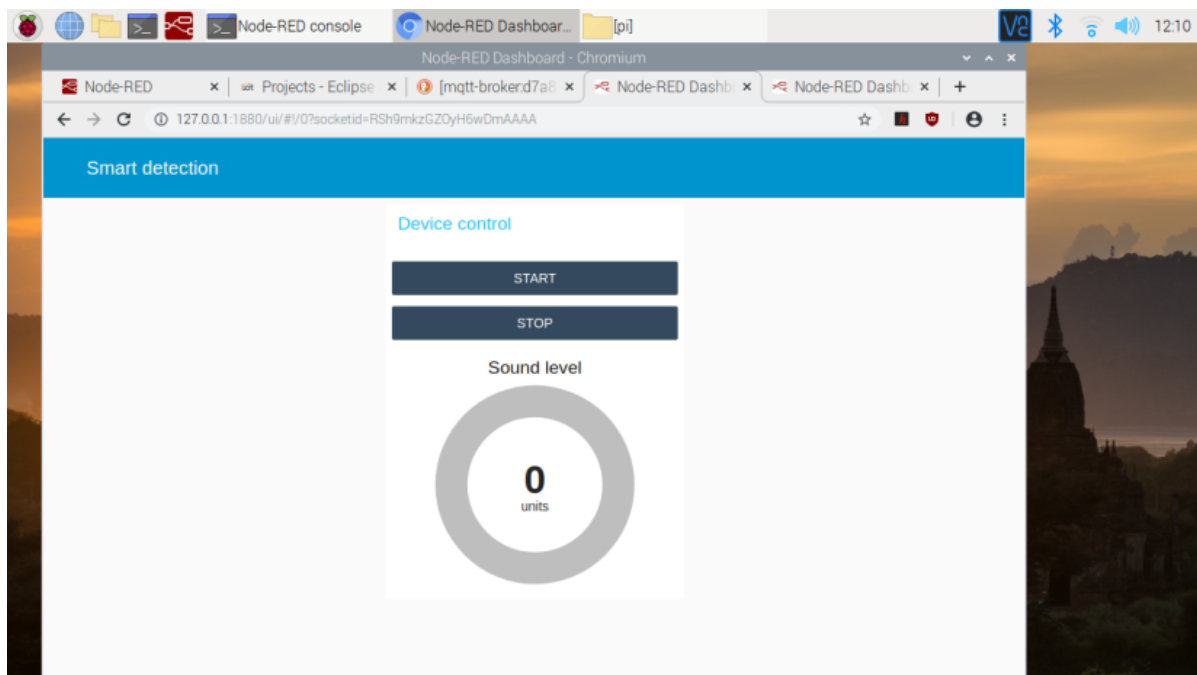 Node-RED console
Node-RED Dashboar...
[pi]
12:10
Node-RED Dashboard - Chromium
Node-RED
Projects - Eclipse
[mqtt-broker:d7a8
Node-RED Dashb
Node-RED Dashb
127.0.0.1:1880/ui/#!/0?socketid=RSh9mkzGZOyH6wDmAAAA
Smart detection
Device control
START
STOP
Sound level
0
units